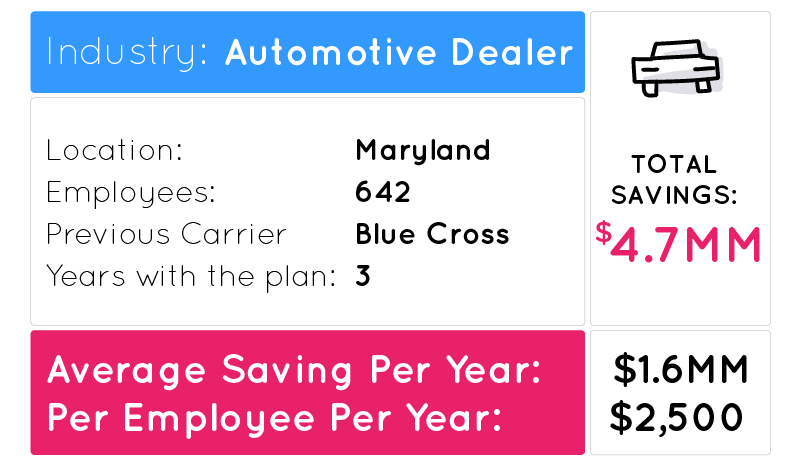 Industry: Automotive Dealer
Location: Maryland
Employees: 642
Previous Carrier Blue Cross
Years with the plan: 3
TOTAL
SAVINGS:
$4.7MM
Average Saving Per Year: $1.6MM
Per Employee Per Year: $2,500